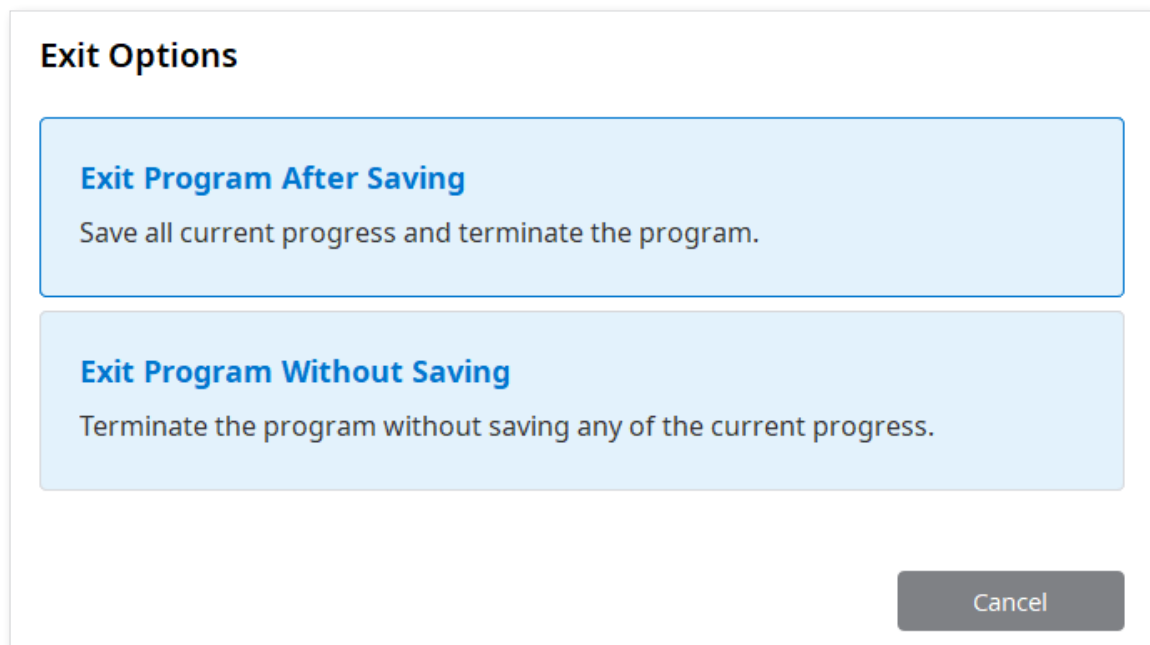 Exit Options
Exit Program After Saving
Save all current progress and terminate the program.
Exit Program Without Saving
Terminate the program without saving any of the current progress.
Cancel